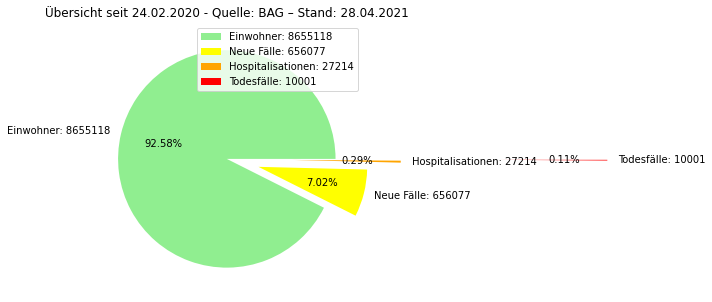 Übersicht seit 24.02.2020 - Quelle: BAG – Stand: 28.04.2021
Einwohner: 8655118
Neue Fälle: 656077
Hospitalisationen: 27214
Todesfälle: 10001
Einwohner: 8655118
92.58%
0.29%
Hospitalisationen: 27214
0.11%
Todesfälle: 10001
7.02%
Neue Fälle: 656077